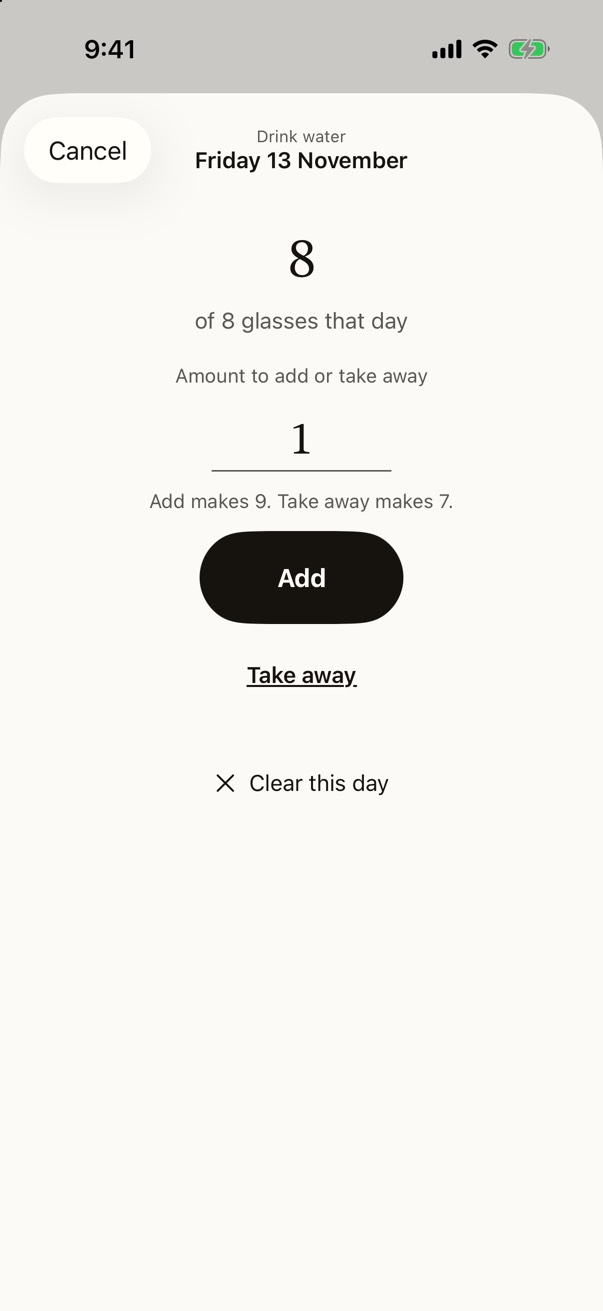 9:41
Cancel
Drink water
Friday 13 November
8
of 8 glasses that day
Amount to add or take away
1
Add makes 9. Take away makes 7.
Add
Take away
Clear this day